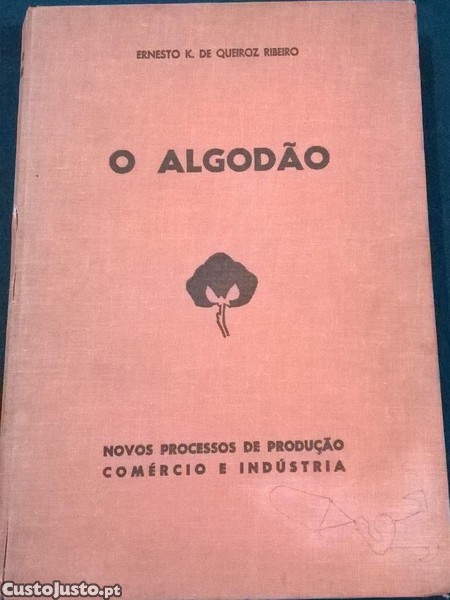 ERNESTO K. DE QUEIROZ RIBEIRO
O ALGODÃO
NOVOS PROCESSOS DE PRODUÇÃO
COMÉRCIO E INDÚSTRIA
CustoJusto.pt